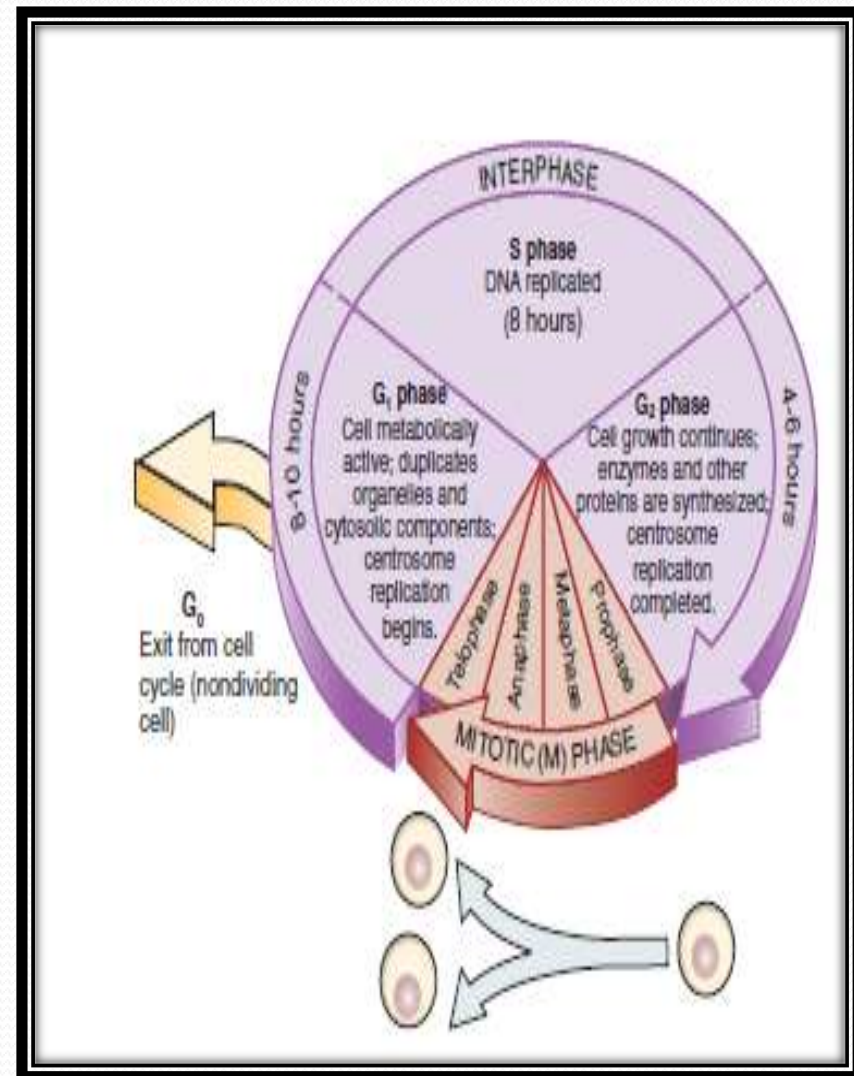 INTERPHASE
S phase
DNA replicated
(8 hours)
8-10 hours
G₁ phase
Cell metabolically
active; duplicates
organelles and
cytosolic components;
centrosome
replication
begins.
G₂ phase
Cell growth continues;
enzymes and other
proteins are synthesized;
centrosome
replication
completed.
4-6 hours
G₀
Exit from cell
cycle (nondividing
cell)
Telophase
Anaphase
Metaphase
Prophase
MITOTIC (M) PHASE